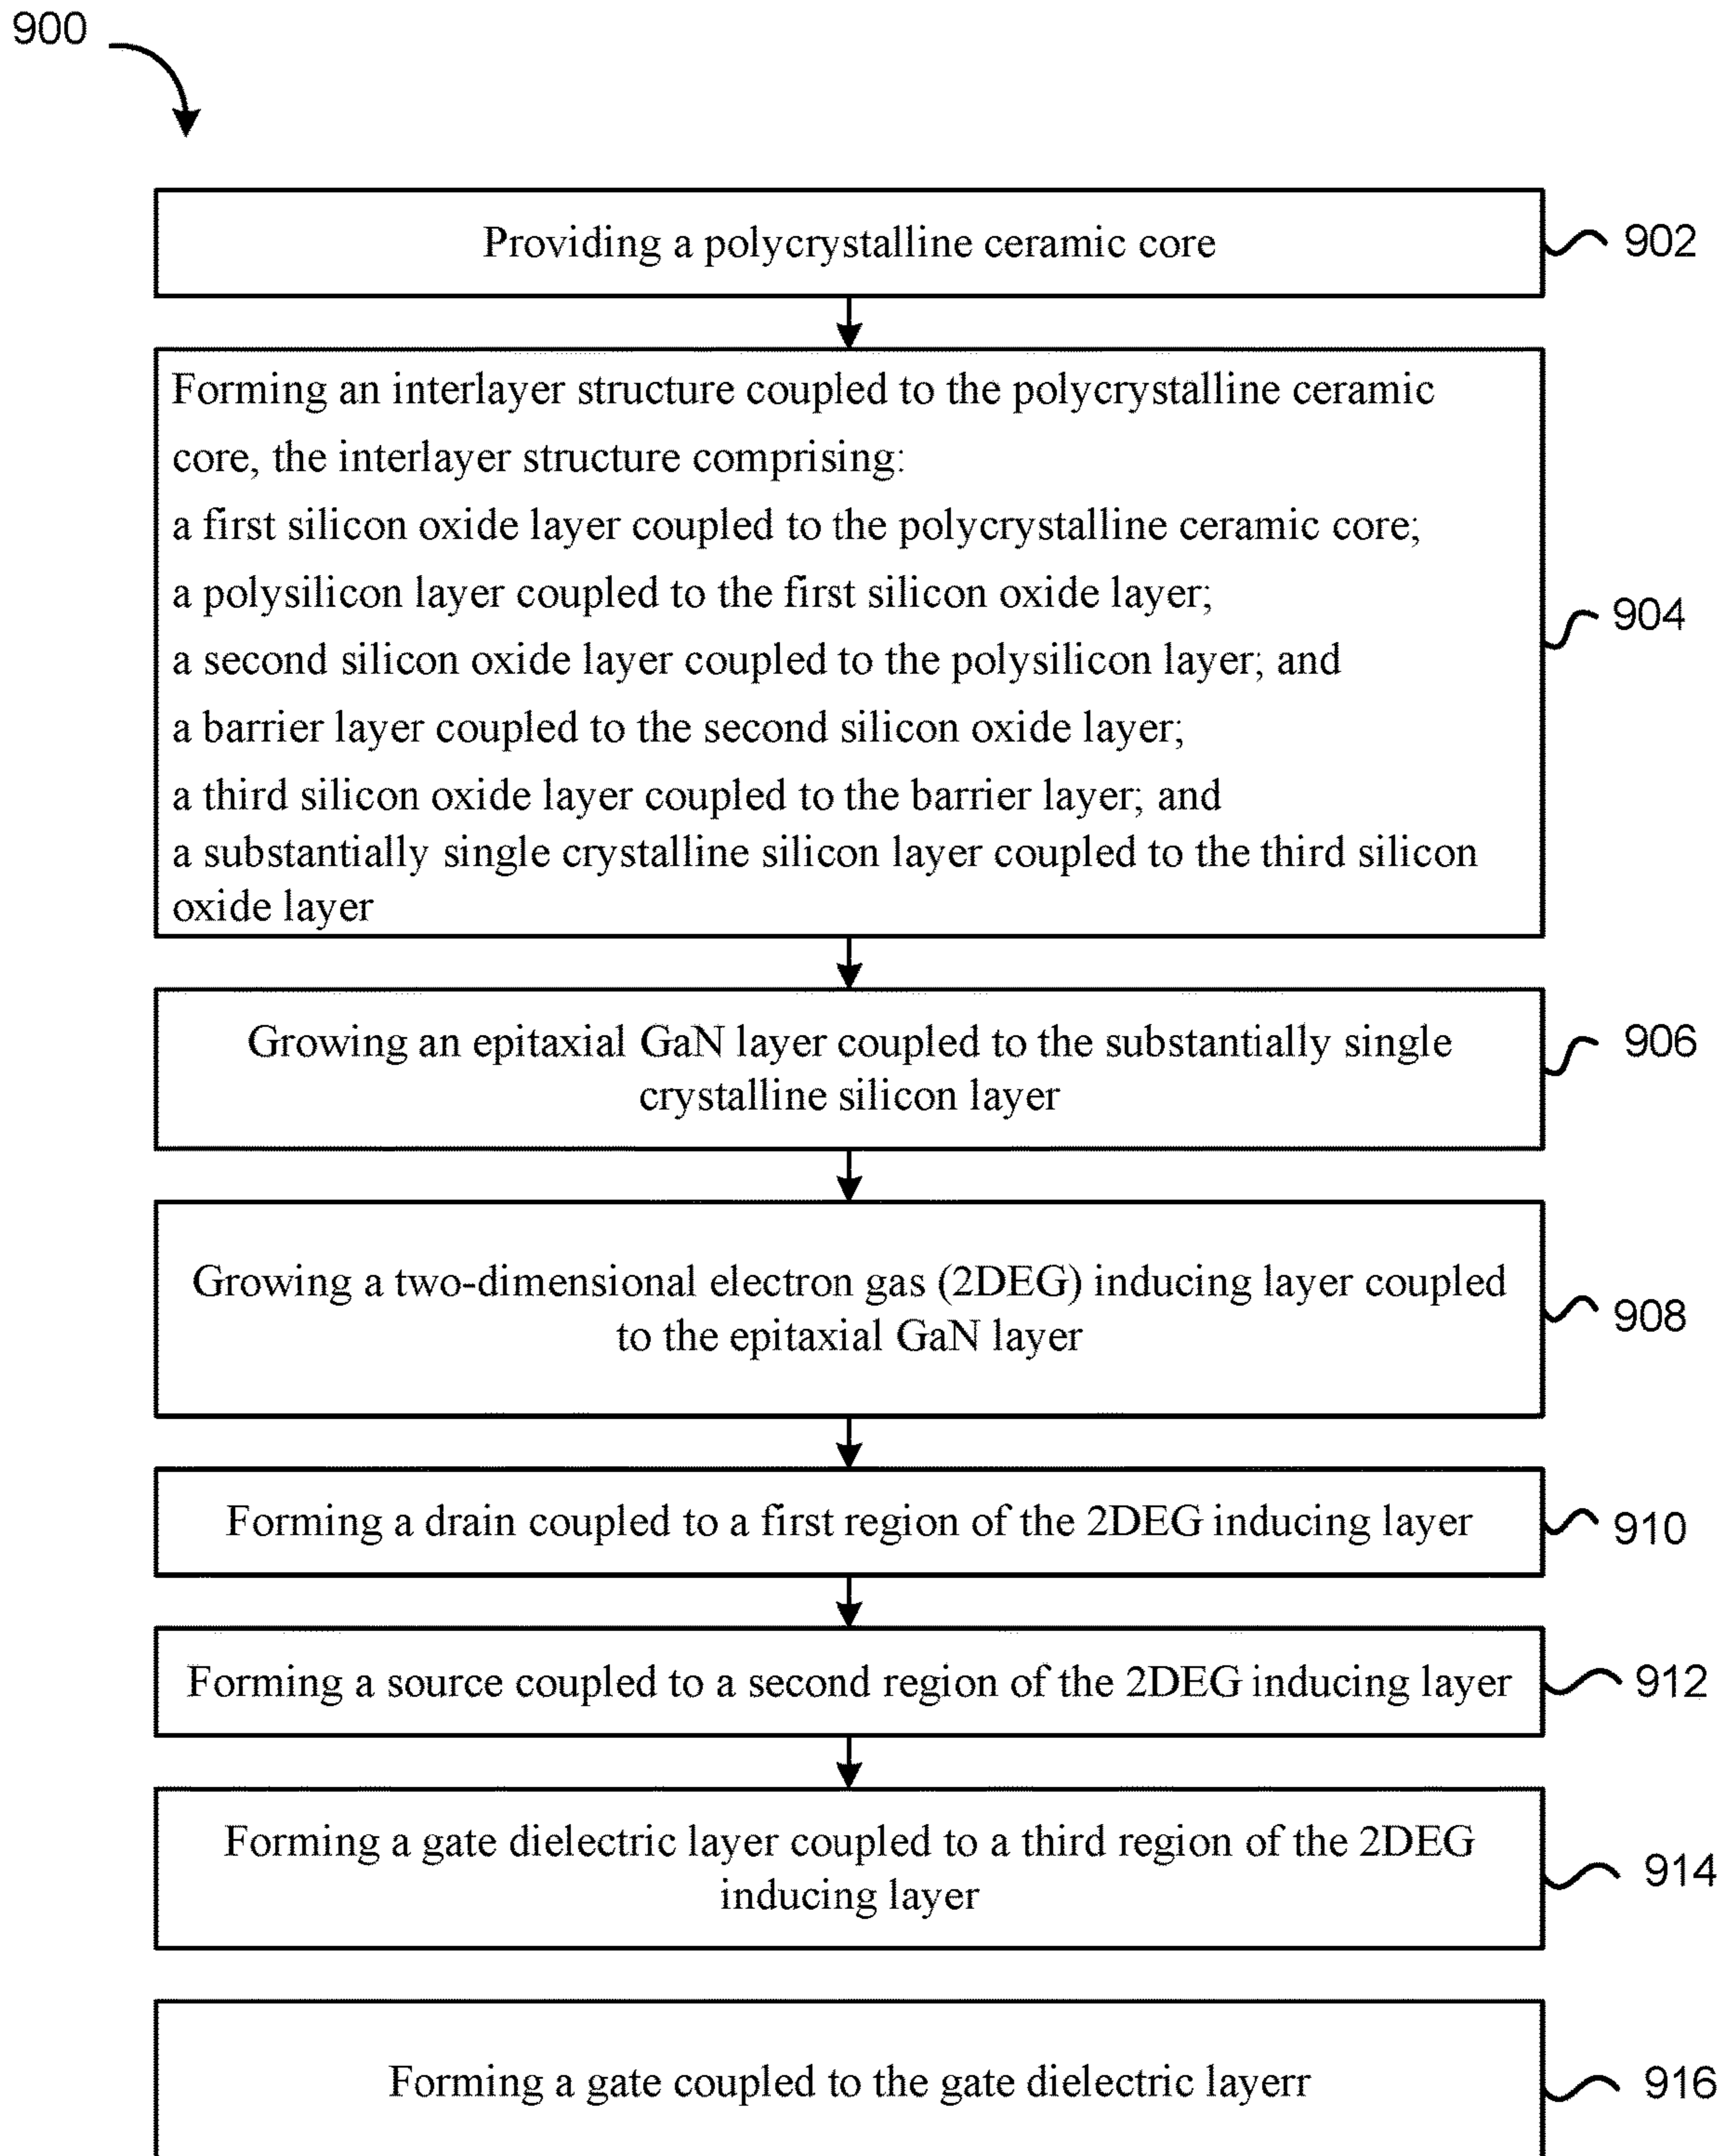 900
Providing a polycrystalline ceramic core
902
Forming an interlayer structure coupled to the polycrystalline ceramic
core, the interlayer structure comprising:
a first silicon oxide layer coupled to the polycrystalline ceramic core;
a polysilicon layer coupled to the first silicon oxide layer;
a second silicon oxide layer coupled to the polysilicon layer; and
a barrier layer coupled to the second silicon oxide layer;
a third silicon oxide layer coupled to the barrier layer; and
a substantially single crystalline silicon layer coupled to the third silicon
oxide layer
904
Growing an epitaxial GaN layer coupled to the substantially single
crystalline silicon layer
906
Growing a two-dimensional electron gas (2DEG) inducing layer coupled
to the epitaxial GaN layer
908
Forming a drain coupled to a first region of the 2DEG inducing layer
910
Forming a source coupled to a second region of the 2DEG inducing layer
912
Forming a gate dielectric layer coupled to a third region of the 2DEG
inducing layer
914
Forming a gate coupled to the gate dielectric layerr
916